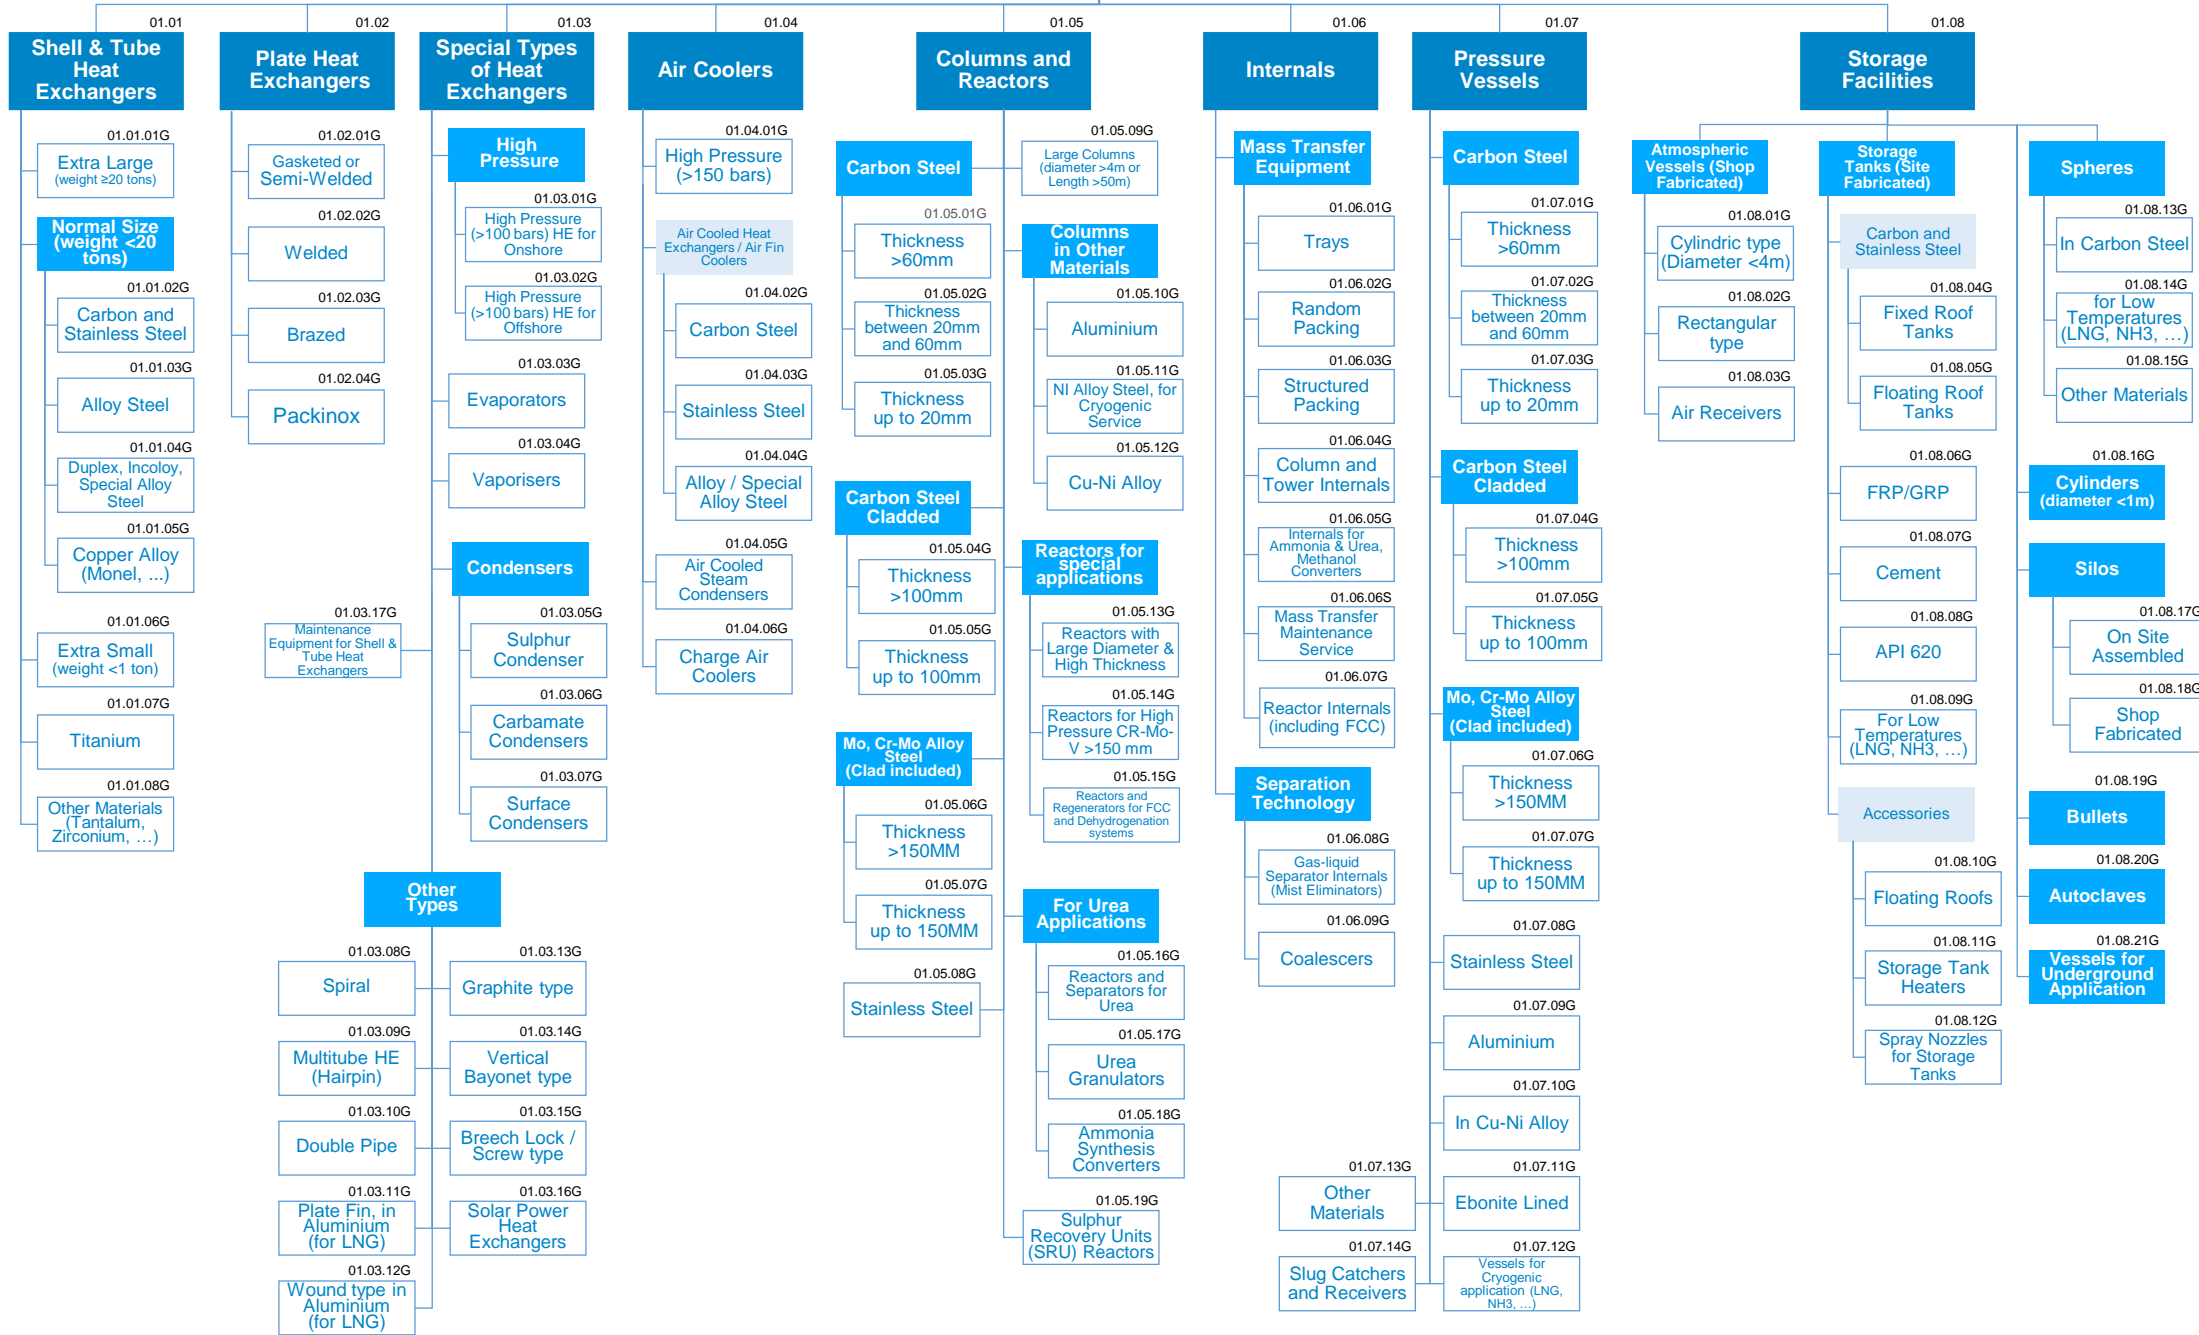 01.01
Shell & Tube
Heat
Exchangers
01.01.01G
Extra Large
(weight ≥20 tons)
Normal Size
(weight <20
tons)
01.01.02G
Carbon and
Stainless Steel
01.01.03G
Alloy Steel
01.01.04G
Duplex, Incoloy,
Special Alloy
Steel
01.01.05G
Copper Alloy
(Monel, ...)
01.01.06G
Extra Small
(weight <1 ton)
01.01.07G
Titanium
01.01.08G
Other Materials
(Tantalum,
Zirconium, …)
01.02
Plate Heat
Exchangers
01.02.01G
Gasketed or
Semi-Welded
01.02.02G
Welded
01.02.03G
Brazed
01.02.04G
Packinox
01.03
Special Types
of Heat
Exchangers
High
Pressure
01.03.01G
High Pressure
(>100 bars) HE for
Onshore
01.03.02G
High Pressure
(>100 bars) HE for
Offshore
01.03.03G
Evaporators
01.03.04G
Vaporisers
Condensers
01.03.05G
Sulphur
Condenser
01.03.06G
Carbamate
Condensers
01.03.07G
Surface
Condensers
01.03.17G
Maintenance
Equipment for Shell &
Tube Heat
Exchangers
Other
Types
01.03.08G
Spiral
01.03.09G
Multitube HE
(Hairpin)
01.03.10G
Double Pipe
01.03.11G
Plate Fin, in
Aluminium
(for LNG)
01.03.12G
Wound type in
Aluminium
(for LNG)
01.03.13G
Graphite type
01.03.14G
Vertical
Bayonet type
01.03.15G
Breech Lock /
Screw type
01.03.16G
Solar Power
Heat
Exchangers
01.04
Air Coolers
01.04.01G
High Pressure
(>150 bars)
Air Cooled Heat
Exchangers / Air Fin
Coolers
01.04.02G
Carbon Steel
01.04.03G
Stainless Steel
01.04.04G
Alloy / Special
Alloy Steel
01.04.05G
Air Cooled
Steam
Condensers
01.04.06G
Charge Air
Coolers
01.05
Columns and
Reactors
Carbon Steel
01.05.01G
Thickness
>60mm
01.05.02G
Thickness
between 20mm
and 60mm
01.05.03G
Thickness
up to 20mm
Carbon Steel
Cladded
01.05.04G
Thickness
>100mm
01.05.05G
Thickness
up to 100mm
Mo, Cr-Mo Alloy
Steel
(Clad included)
01.05.06G
Thickness
>150MM
01.05.07G
Thickness
up to 150MM
01.05.08G
Stainless Steel
01.05.09G
Large Columns
(diameter >4m or
Length >50m)
Columns
in Other
Materials
01.05.10G
Aluminium
01.05.11G
NI Alloy Steel, for
Cryogenic
Service
01.05.12G
Cu-Ni Alloy
Reactors for
special
applications
01.05.13G
Reactors with
Large Diameter &
High Thickness
01.05.14G
Reactors for High
Pressure CR-Mo-
V >150 mm
01.05.15G
Reactors and
Regenerators for FCC
and Dehydrogenation
systems
For Urea
Applications
01.05.16G
Reactors and
Separators for
Urea
01.05.17G
Urea
Granulators
01.05.18G
Ammonia
Synthesis
Converters
01.05.19G
Sulphur
Recovery Units
(SRU) Reactors
01.06
Internals
Mass Transfer
Equipment
01.06.01G
Trays
01.06.02G
Random
Packing
01.06.03G
Structured
Packing
01.06.04G
Column and
Tower Internals
01.06.05G
Internals for
Ammonia & Urea,
Methanol
Converters
01.06.06S
Mass Transfer
Maintenance
Service
01.06.07G
Reactor Internals
(including FCC)
Separation
Technology
01.06.08G
Gas-liquid
Separator Internals
(Mist Eliminators)
01.06.09G
Coalescers
01.07
Pressure
Vessels
Carbon Steel
01.07.01G
Thickness
>60mm
01.07.02G
Thickness
between 20mm
and 60mm
01.07.03G
Thickness
up to 20mm
Carbon Steel
Cladded
01.07.04G
Thickness
>100mm
01.07.05G
Thickness
up to 100mm
Mo, Cr-Mo Alloy
Steel
(Clad included)
01.07.06G
Thickness
>150MM
01.07.07G
Thickness
up to 150MM
01.07.08G
Stainless Steel
01.07.09G
Aluminium
01.07.10G
In Cu-Ni Alloy
01.07.11G
Ebonite Lined
01.07.12G
Vessels for
Cryogenic
application (LNG,
NH3, …)
01.07.13G
Other
Materials
01.07.14G
Slug Catchers
and Receivers
01.08
Storage
Facilities
Atmospheric
Vessels (Shop
Fabricated)
01.08.01G
Cylindric type
(Diameter <4m)
01.08.02G
Rectangular
type
01.08.03G
Air Receivers
Storage
Tanks (Site
Fabricated)
Carbon and
Stainless Steel
01.08.04G
Fixed Roof
Tanks
01.08.05G
Floating Roof
Tanks
01.08.06G
FRP/GRP
01.08.07G
Cement
01.08.08G
API 620
01.08.09G
For Low
Temperatures
(LNG, NH3, …)
Accessories
01.08.10G
Floating Roofs
01.08.11G
Storage Tank
Heaters
01.08.12G
Spray Nozzles
for Storage
Tanks
Spheres
01.08.13G
In Carbon Steel
01.08.14G
for Low
Temperatures
(LNG, NH3, …)
01.08.15G
Other Materials
01.08.16G
Cylinders
(diameter <1m)
Silos
01.08.17G
On Site
Assembled
01.08.18G
Shop
Fabricated
01.08.19G
Bullets
01.08.20G
Autoclaves
01.08.21G
Vessels for
Underground
Application